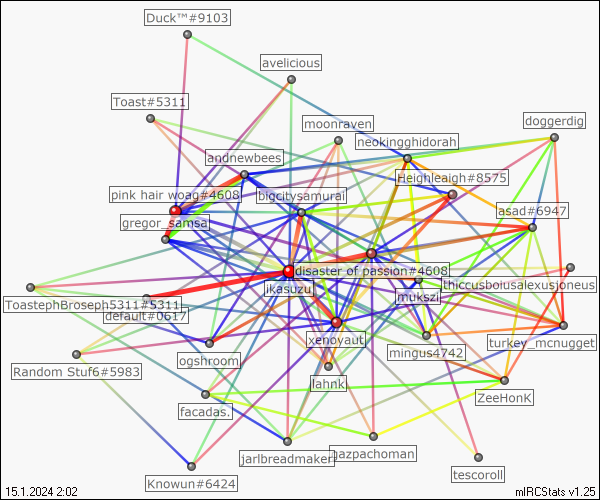 Duck™#9103
avelicious
Toast#5311
moonraven
doggerdig
neokingghidorah
andnewbees
Heighleaigh#8575
pink hair woag#4608
bigcitysamurai
asad#6947
gregor_samsa
disaster of passion#4608
thiccusboiusalexusjoneus
ikasuzu
mukszi
ToastephBroseph5311#5311
default#0617
xenoyaut
turkey_mcnugget
mingus4742
ogshroom
Random Stuf6#5983
lahnk
ZeeHonK
facadas.
jarlbreadmaker
gazpachoman
Knowun#6424
tescoroll
15.1.2024 2:02
mIRCStats v1.25